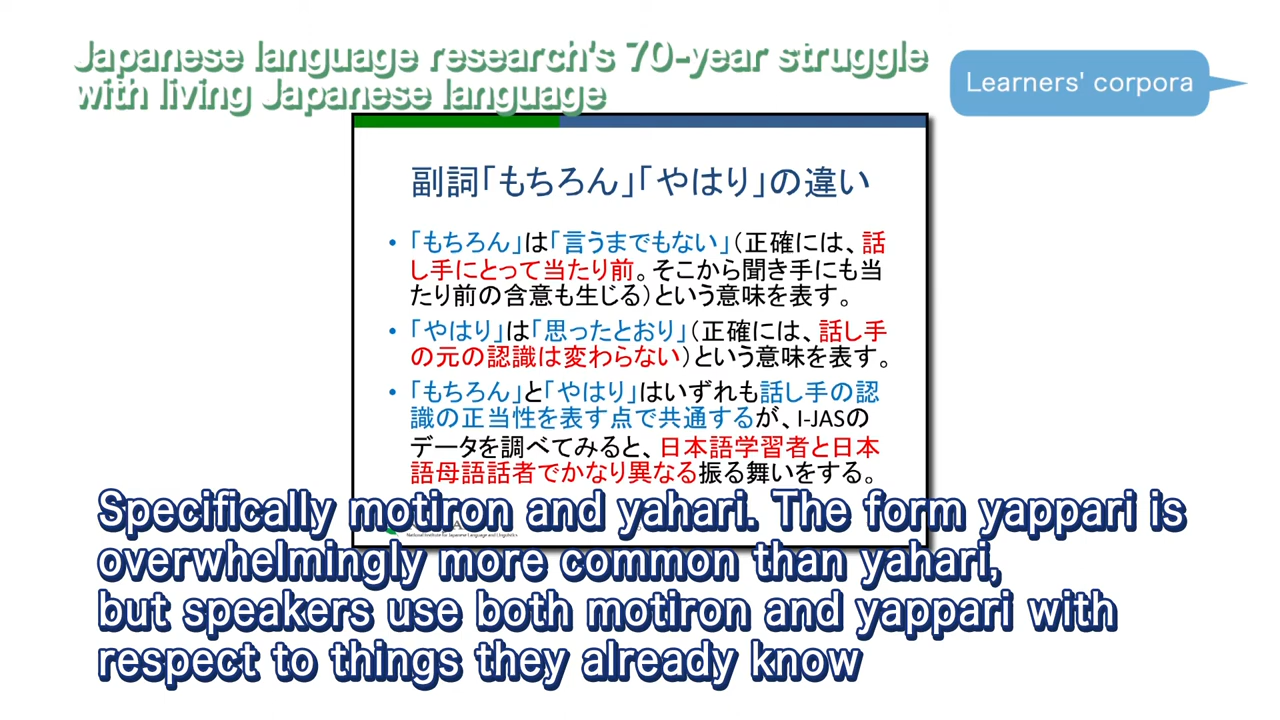 Japanese language research's 70-year struggle
with living Japanese language
Learners' corpora
副詞「もちろん」「やはり」の違い
• 「もちろん」は「言うまでもない」（正確には、話
し手にとって当たり前。そこから聞き手にも当
たり前の含意も生じる）という意味を表す。
• 「やはり」は「思ったとおり」（正確には、話し手
の元の認識は変わらない）という意味を表す。
• 「もちろん」と「やはり」はいずれも話し手の認
識の正当性を表す点で共通するが、I-JASの
データを調べてみると、日本語学習者と日本
語母語話者でかなり異なる振る舞いをする。
Specifically motiron and yahari. The form yappari is
National Institute for Japanese Language and Linguistics
overwhelmingly more common than yahari,
but speakers use both motiron and yappari with
respect to things they already know